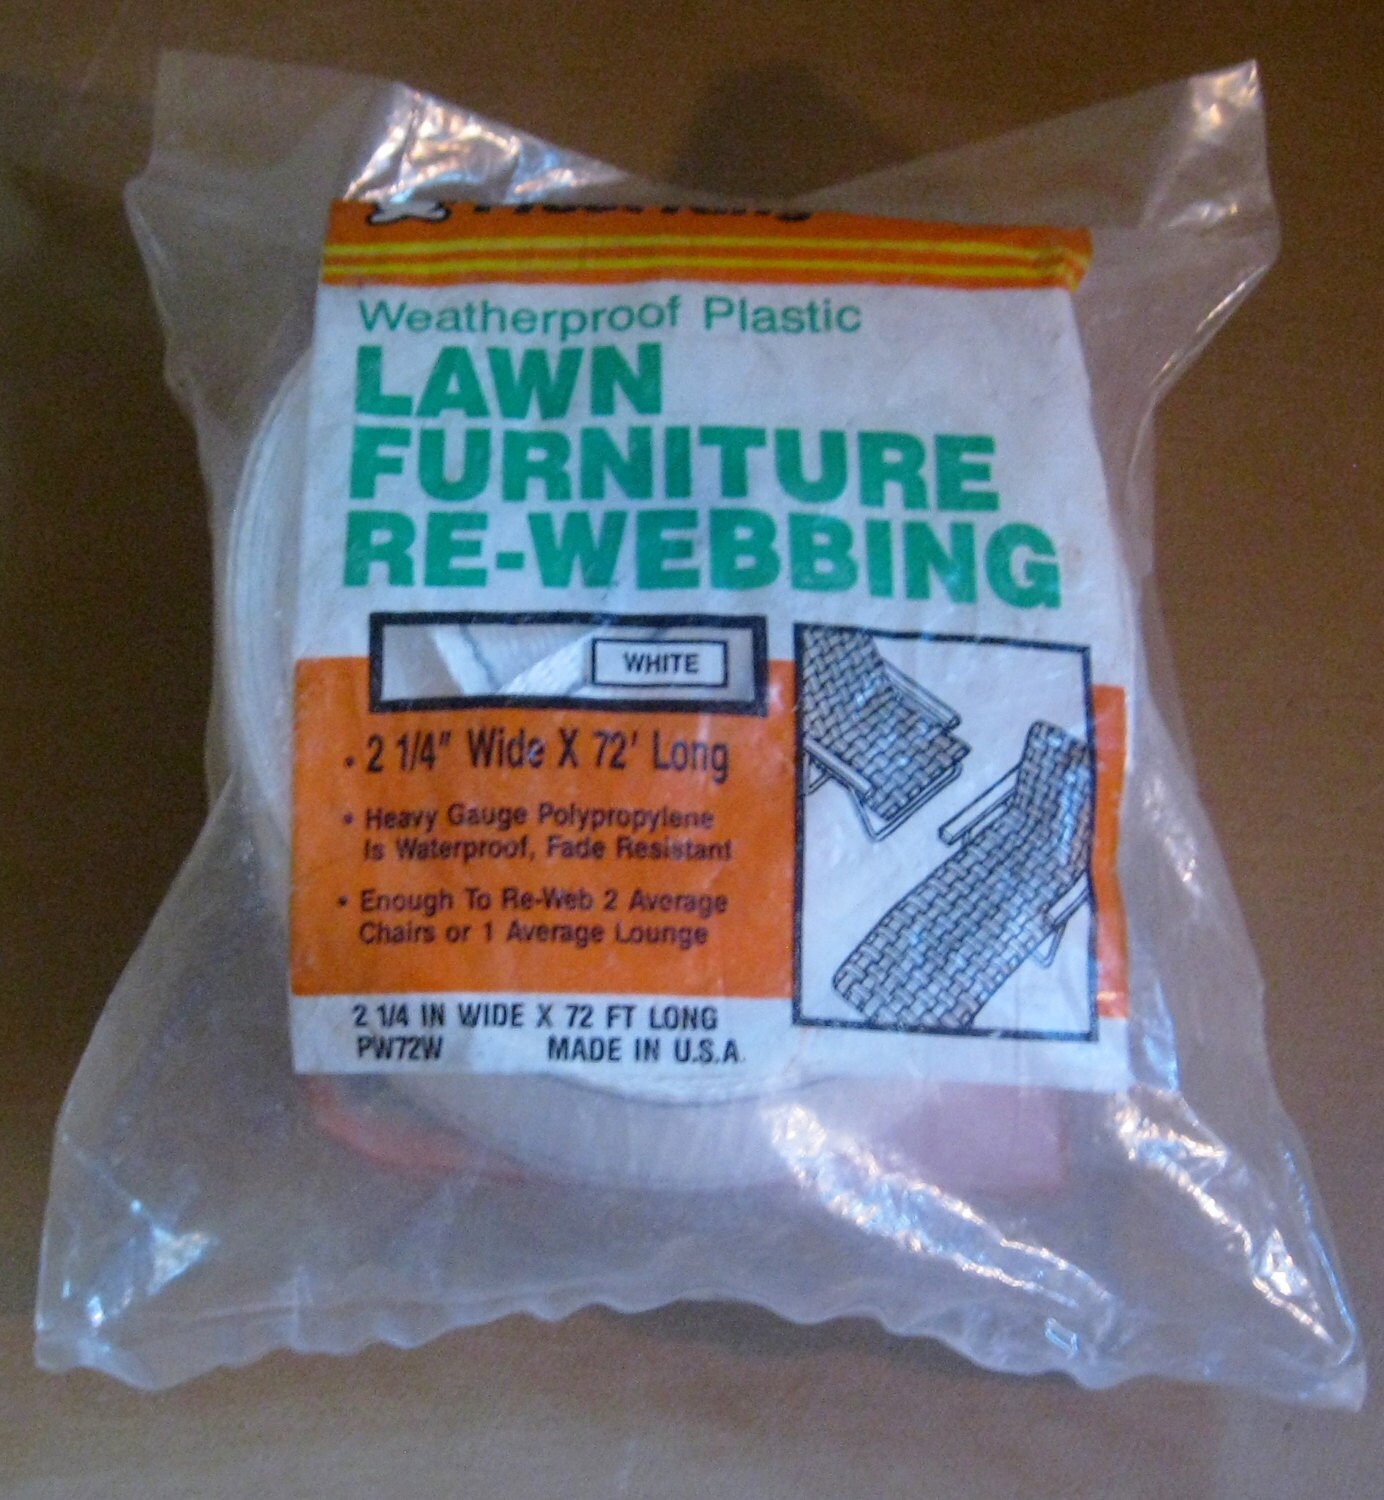 Frost King
Weatherproof Plastic
LAWN
FURNITURE
RE-WEBBING
WHITE
• 2 1/4" Wide X 72' Long
• Heavy Gauge Polypropylene
Is Waterproof, Fade Resistant
• Enough To Re-Web 2 Average
Chairs or 1 Average Lounge
2 1/4 IN WIDE X 72 FT LONG
PW72W MADE IN U.S.A.